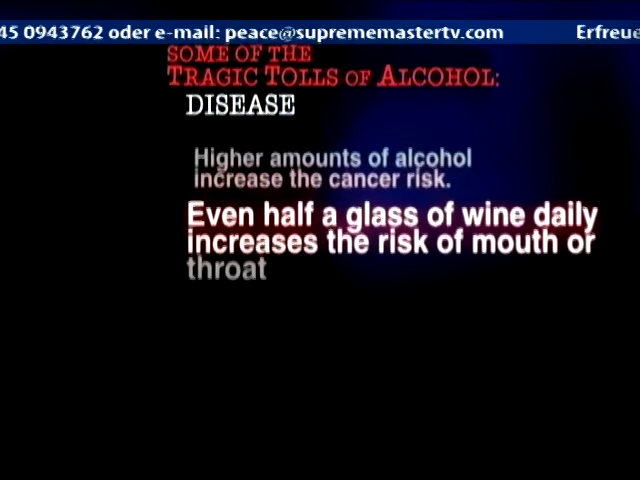 45 0943762 oder e-mail: peace@suprememastertv.com Erfreue
SOME OF THE
TRAGIC TOLLS OF ALCOHOL:
DISEASE
Higher amounts of alcohol
increase the cancer risk.
Even half a glass of wine daily
increases the risk of mouth or
throat